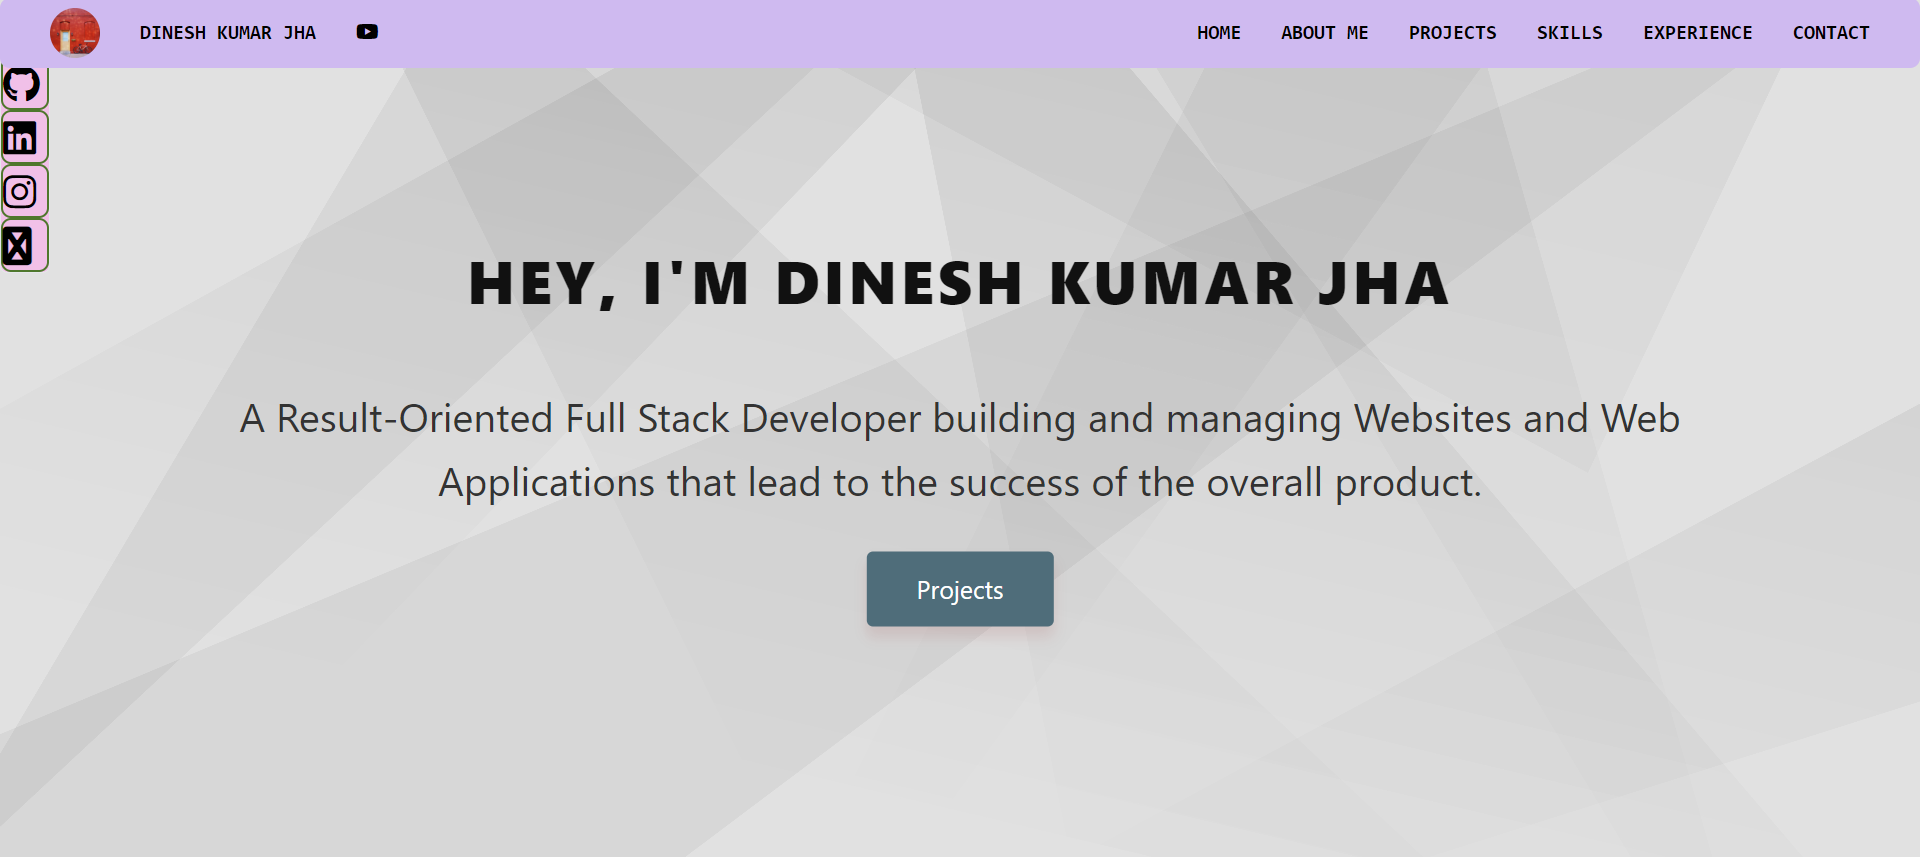 DINESH KUMAR JHA
HOME ABOUT ME PROJECTS SKILLS EXPERIENCE CONTACT
in
HEY, I'M DINESH KUMAR JHA
A Result-Oriented Full Stack Developer building and managing Websites and Web
Applications that lead to the success of the overall product.
Projects